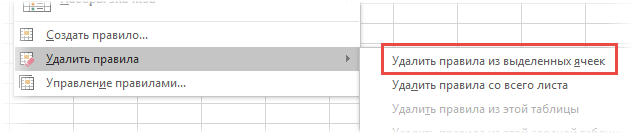 Создать правило...
Удалить правила
Управление правилами...
Удалить правила из выделенных ячеек
Удалить правила со всего листа
Удалить правила из этой таблицы